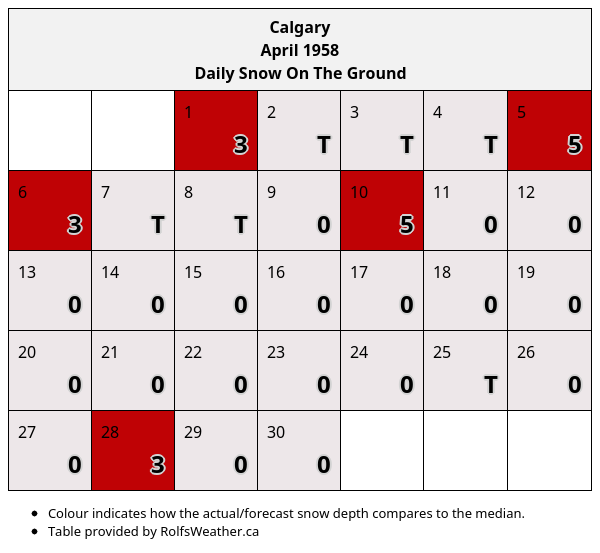 Calgary
April 1958
Daily Snow On The Ground
1 2 3 4 5
3 T T T 5
6 7 8 9 10 11 12
3 T T 0 5 0 0
13 14 15 16 17 18 19
0 0 0 0 0 0 0
20 21 22 23 24 25 26
0 0 0 0 0 T 0
27 28 29 30
0 3 0 0
• Colour indicates how the actual/forecast snow depth compares to the median.
• Table provided by RolfsWeather.ca